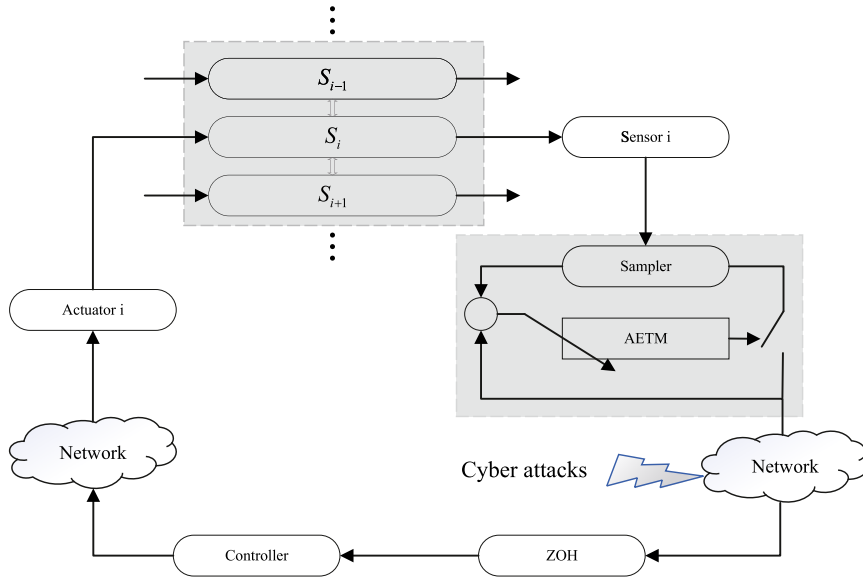 S_{i-1}
S_i
Sensor i
S_{i+1}
Sampler
Actuator i
AETM
Network
Cyber attacks
Network
Controller
ZOH